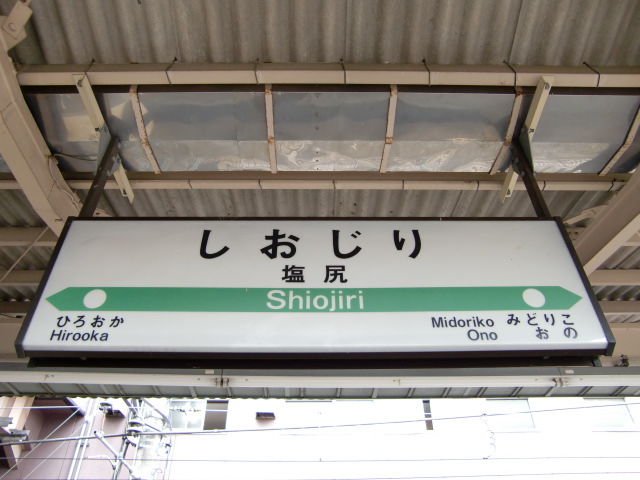 しおじり
塩尻
Shiojiri
ひろおか
Hirooka
Midoriko みどりこ
Ono おの